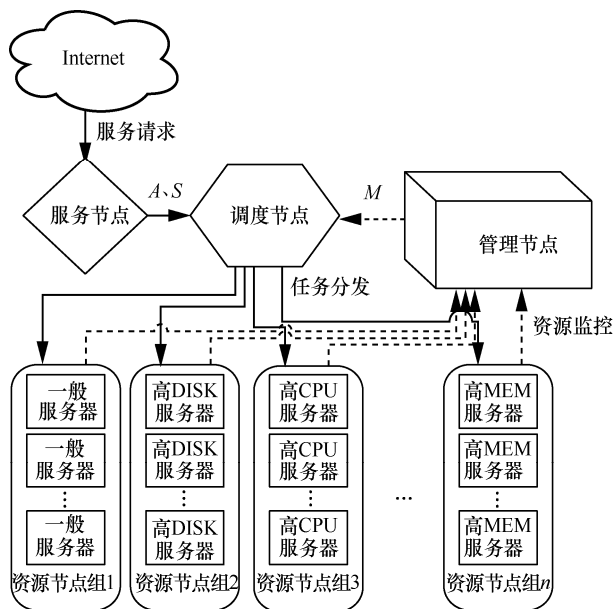 Internet
服务请求
服务节点
A、S
调度节点
M
管理节点
任务分发
资源监控
一般
服务器
一般
服务器
⋮
一般
服务器
资源节点组1
高DISK
服务器
高DISK
服务器
⋮
高DISK
服务器
资源节点组2
高CPU
服务器
高CPU
服务器
⋮
高CPU
服务器
资源节点组3
...
高MEM
服务器
高MEM
服务器
⋮
高MEM
服务器
资源节点组n